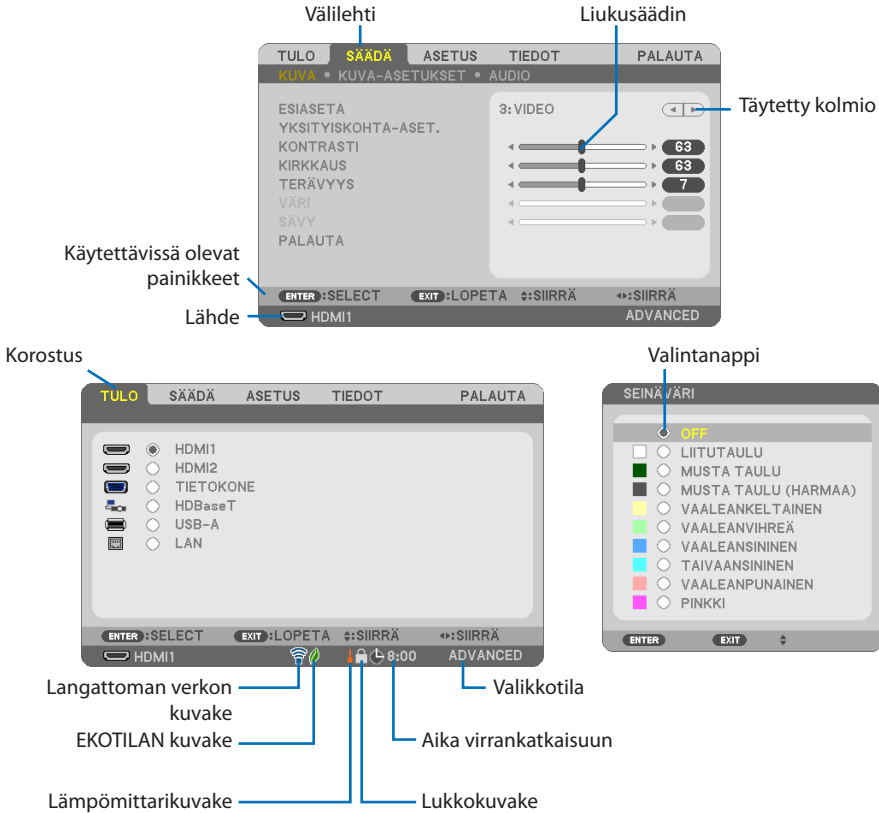 Välilehti
Liukusäädin
TULO SÄÄDÄ ASETUS TIEDOT PALAUTA
KUVA • KUVA-ASETUKSET • AUDIO
ESIASETA 3:VIDEO
Täytetty kolmio
YKSITYISKOHTA-ASET.
KONTRASTI 63
KIRKKAUS 63
TERÄVYYS 7
VÄRI
SÄVY
PALAUTA
Käytettävissä olevat
painikkeet
ENTER:SELECT EXIT:LOPETA :SIIRRÄ :SIIRRÄ
Lähde
HDMI1 ADVANCED
Korostus
Valintanappi
TULO SÄÄDÄ ASETUS TIEDOT PALAUTA
HDMI1
HDMI2
TIETOKONE
HDBaseT
USB-A
LAN
ENTER:SELECT EXIT:LOPETA :SIIRRÄ :SIIRRÄ
HDMI1 8:00 ADVANCED
SEINÄVÄRI
OFF
LIITUTAULU
MUSTA TAULU
MUSTA TAULU (HARMAA)
VAALEANKELTAINEN
VAALEANVIHREÄ
VAALEANSININEN
TAIVAANSININEN
VAALEANPUNAINEN
PINKKI
ENTER EXIT
Langattoman verkon
kuvake
Valikkotila
EKOTILAN kuvake
Aika virrankatkaisuun
Lämpömittarikuvake
Lukkokuvake